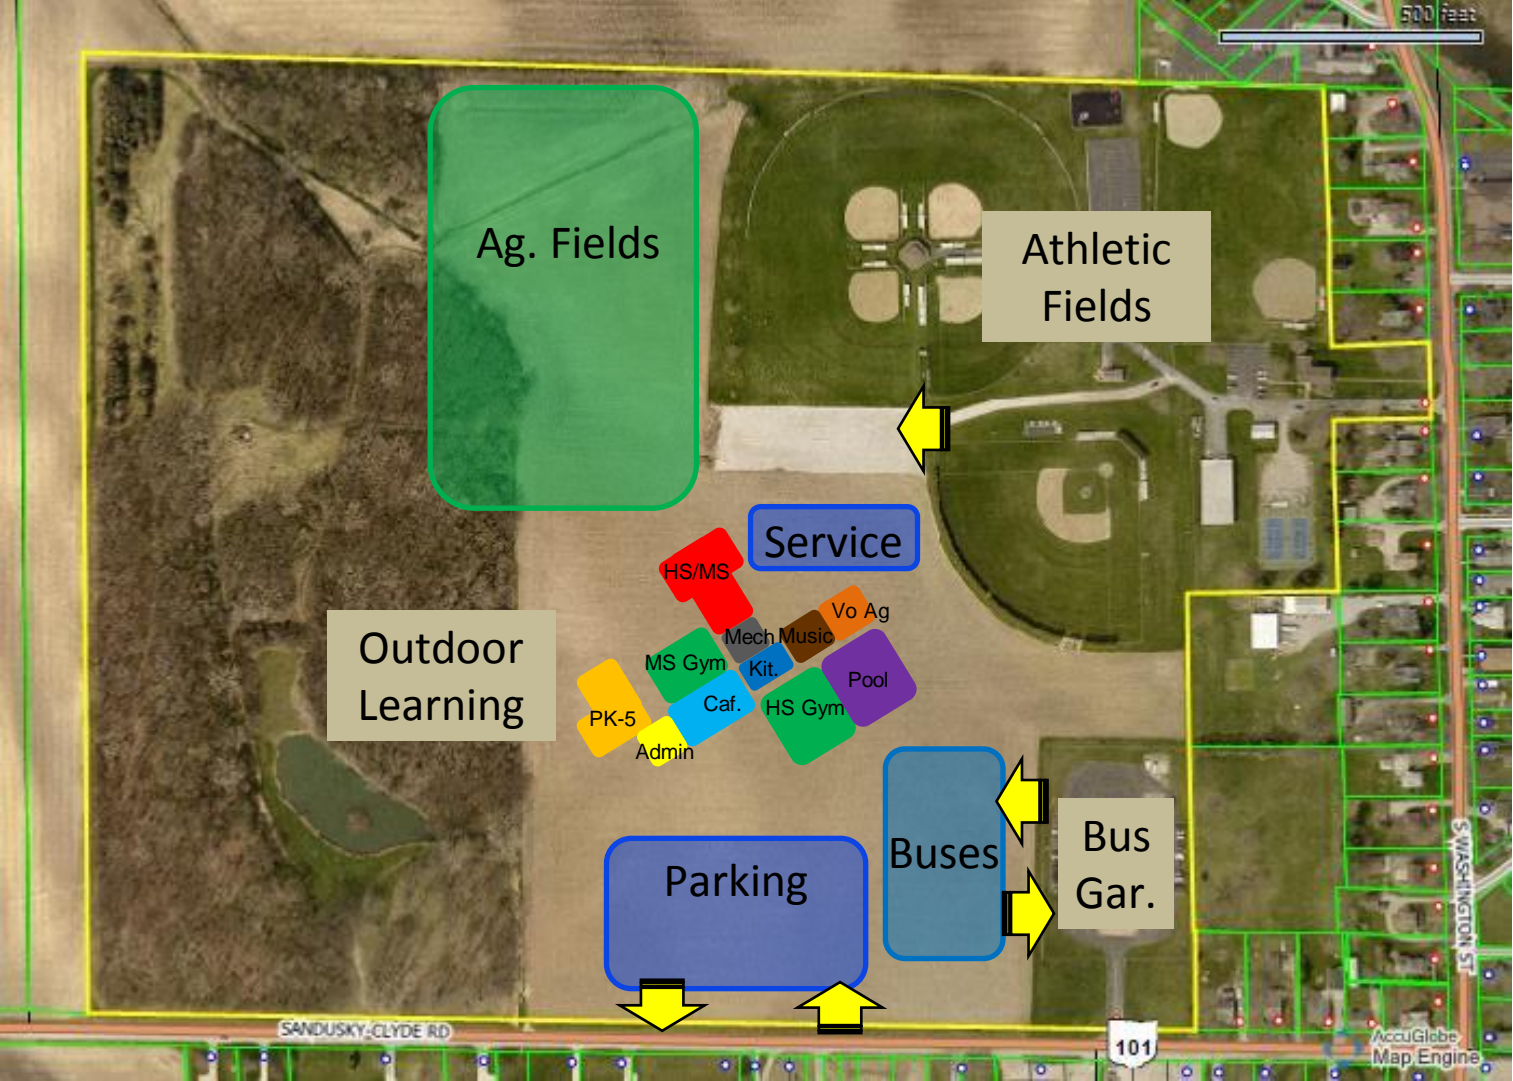 500 feet
Ag. Fields
Athletic
Fields
Service
HS/MS
Vo Ag
Mech
Music
MS Gym
Kit.
Pool
Outdoor
Learning
Caf.
HS Gym
PK-5
Admin
Buses
Bus
Gar.
Parking
S WASHINGTON ST
SANDUSKY-CLYDE RD
101
AccuGlobe
Map Engine